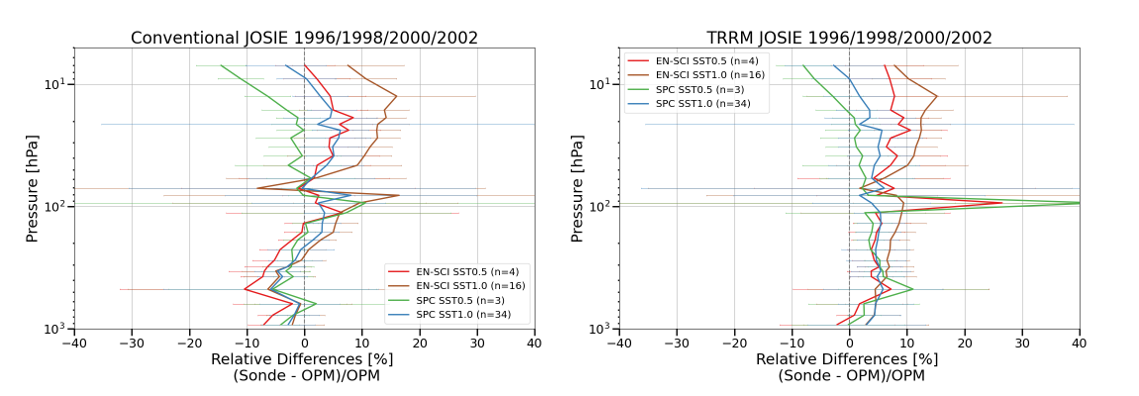 Conventional JOSIE 1996/1998/2000/2002
Pressure [hPa]
10¹
10²
10³
EN-SCI SST0.5 (n=4)
EN-SCI SST1.0 (n=16)
SPC SST0.5 (n=3)
SPC SST1.0 (n=34)
−40 −30 −20 −10 0 10 20 30 40
Relative Differences [%]
(Sonde - OPM)/OPM
TRRM JOSIE 1996/1998/2000/2002
Pressure [hPa]
10¹
10²
10³
EN-SCI SST0.5 (n=4)
EN-SCI SST1.0 (n=16)
SPC SST0.5 (n=3)
SPC SST1.0 (n=34)
−40 −30 −20 −10 0 10 20 30 40
Relative Differences [%]
(Sonde - OPM)/OPM